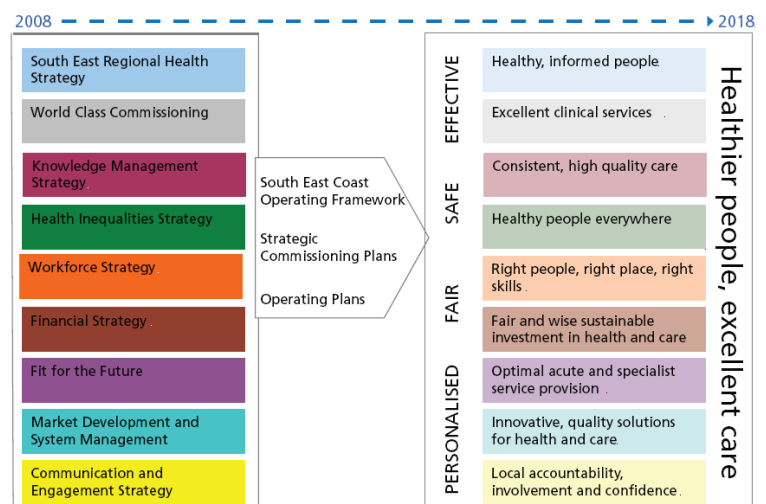 2008
2018
South East Regional Health
Strategy
World Class Commissioning
Knowledge Management
Strategy.
Health Inequalities Strategy
Workforce Strategy.
Financial Strategy .
Fit for the Future
Market Development and
System Management
Communication and
Engagement Strategy
South East Coast
Operating Framework
Strategic
Commissioning Plans
Operating Plans
EFFECTIVE
SAFE
FAIR
PERSONALISED
Healthy, informed people.
Excellent clinical services .
Consistent, high quality care
Healthy people everywhere
Right people, right place, right
skills .
Fair and wise sustainable
investment in health and care
Optimal acute and specialist
service provision .
Innovative, quality solutions
for health and care.
Local accountability,
involvement and confidence.
Healthier people, excellent care